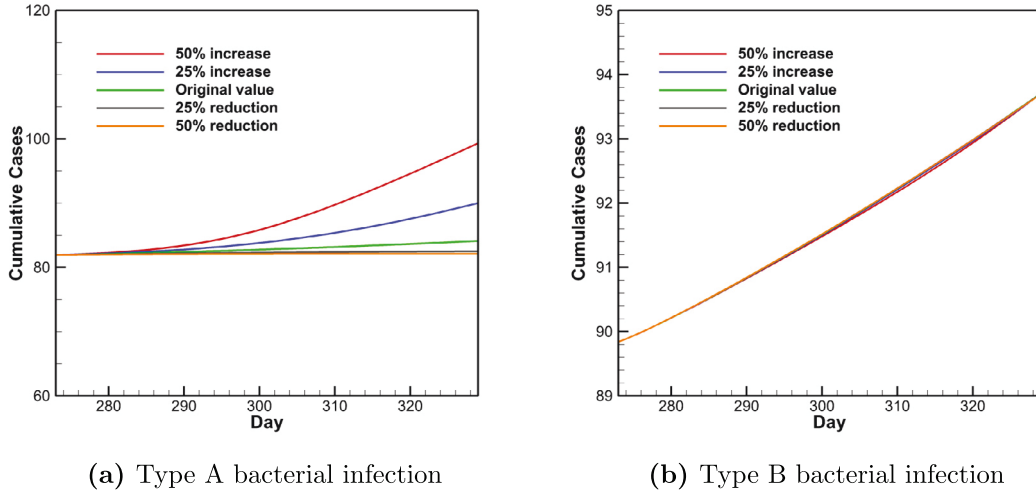 120
100
80
60
Cumulative Cases
50% increase
25% increase
Original value
25% reduction
50% reduction
280 290 300 310 320
Day
(a) Type A bacterial infection
95
94
93
92
91
90
89
Cumulative Cases
50% increase
25% increase
Original value
25% reduction
50% reduction
280 290 300 310 320
Day
(b) Type B bacterial infection